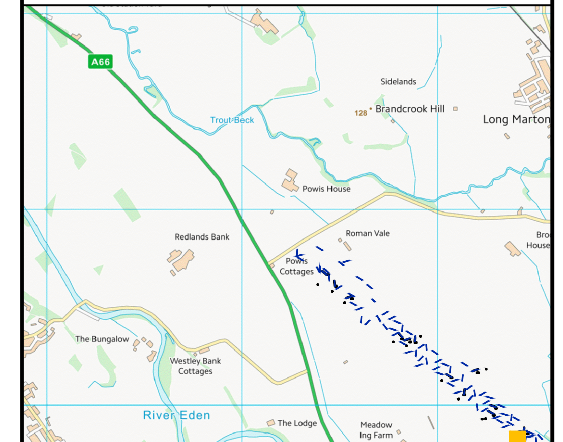 A66
Sidelands
128
Brandcrook Hill
Long Marton
Trout Beck
Powis House
Roman Vale
Redlands Bank
House
Powis
Cottages
The Bungalow
Westley Bank
Cottages
River Eden
The Lodge
Meadow
Ing Farm